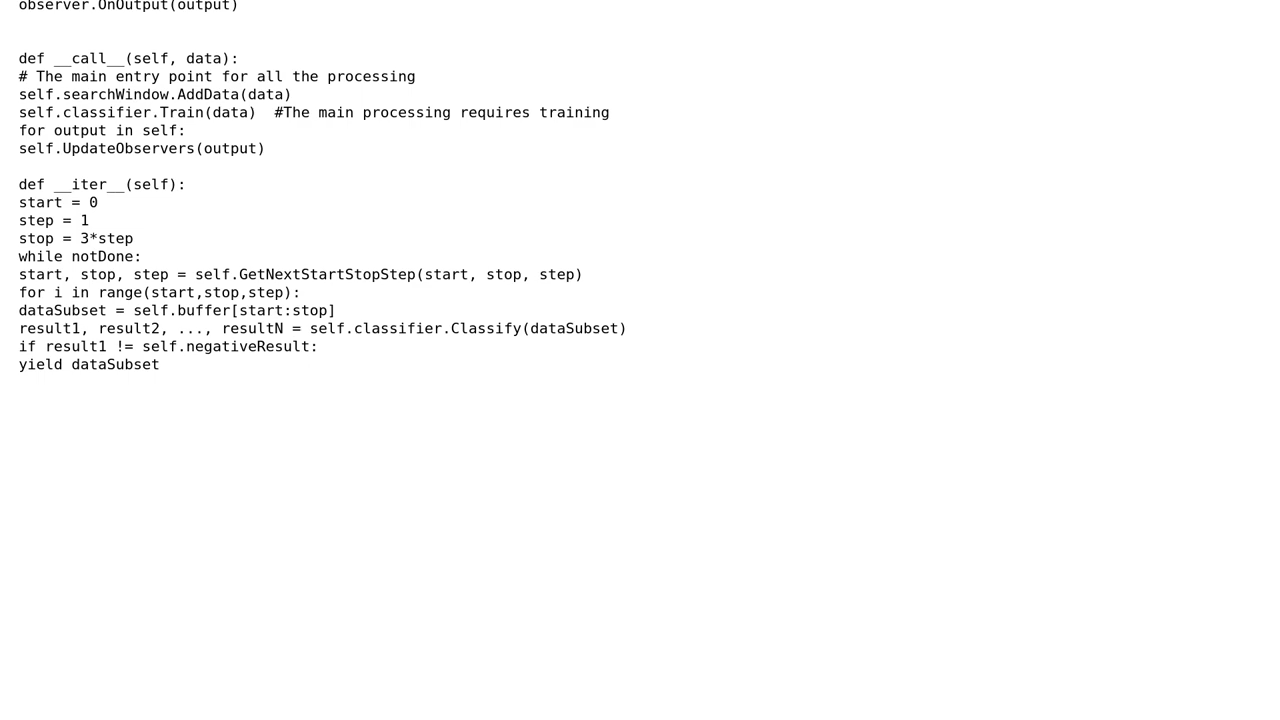 observer.OnOutput(output)
def __call__(self, data):
# The main entry point for all the processing
self.searchWindow.AddData(data)
self.classifier.Train(data)  #The main processing requires training
for output in self:
self.UpdateObservers(output)
def __iter__(self):
start = 0
step = 1
stop = 3*step
while notDone:
start, stop, step = self.GetNextStartStopStep(start, stop, step)
for i in range(start,stop,step):
dataSubset = self.buffer[start:stop]
result1, result2, ..., resultN = self.classifier.Classify(dataSubset)
if result1 != self.negativeResult:
yield dataSubset